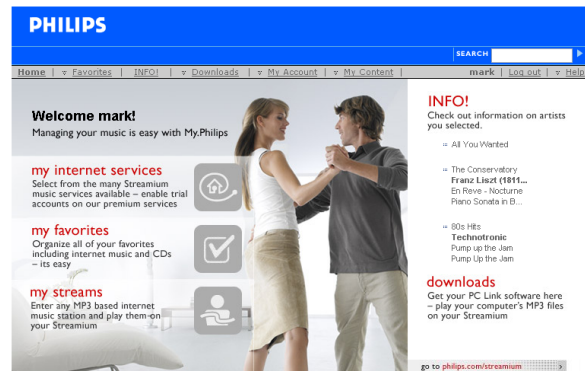 PHILIPS
SEARCH
Home | Favorites | INFO! | Downloads | My Account | My Content | mark | Log out | Help
Welcome mark!
Managing your music is easy with My.Philips
my internet services
Select from the many Streamium
music services available – enable trial
accounts on our premium services
my favorites
Organize all of your favorites
including internet music and CDs
– its easy
my streams
Enter any MP3 based internet
music station and play them on
your Streamium
INFO!
Check out information on artists
you selected.
All You Wanted
The Conservatory
Franz Liszt (1811...
En Reve - Nocturne
Piano Sonata in B...
80s Hits
Technotronic
Pump up the Jam
Pump Up the Jam
downloads
Get your PC Link software here
– play your computer's MP3 files
on your Streamium
go to philips.com/streamium